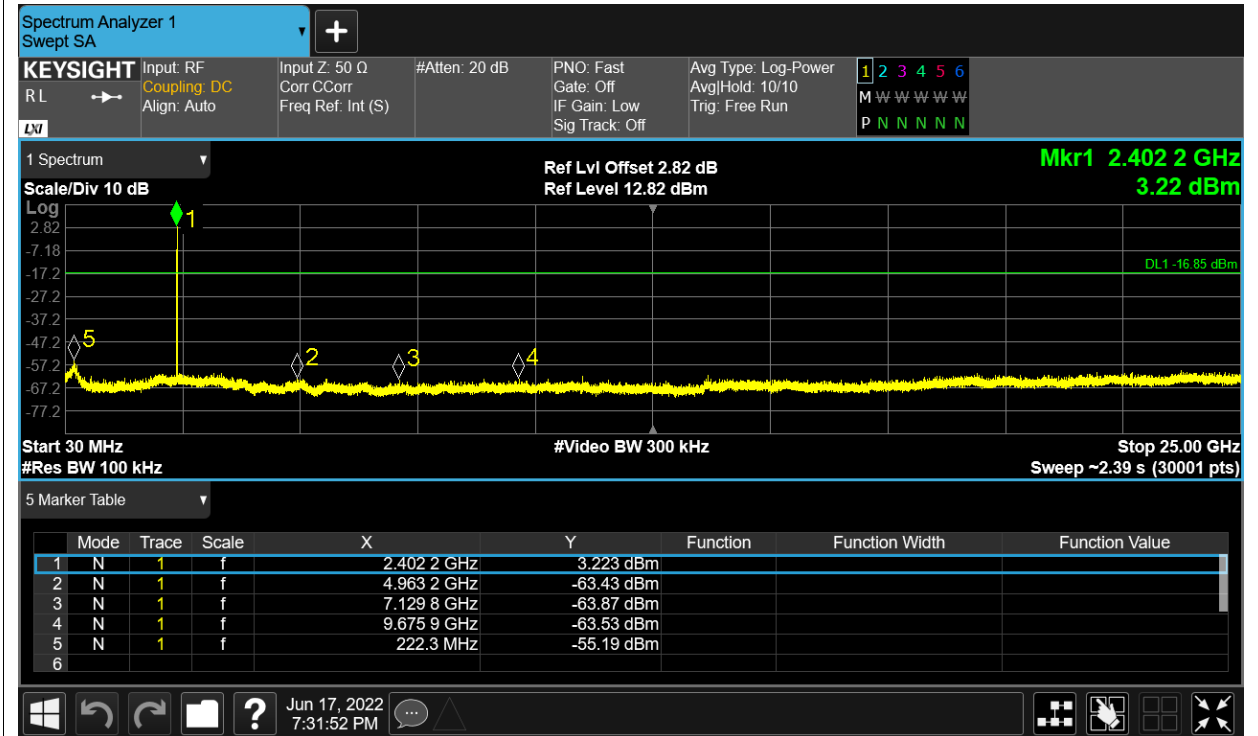 Spectrum Analyzer 1
Swept SA
+
KEYSIGHT Input: RF Input Z: 50 Ω #Atten: 20 dB PNO: Fast Avg Type: Log-Power 1 2 3 4 5 6
R L Coupling: DC Corr CCorr Gate: Off Avg|Hold: 10/10 M W W W W W
Align: Auto Freq Ref: Int (S) IF Gain: Low Trig: Free Run
LXI Sig Track: Off P N N N N N N
1 Spectrum Ref Lvl Offset 2.82 dB Mkr1 2.402 2 GHz
Scale/Div 10 dB Ref Level 12.82 dBm 3.22 dBm
Log
1
2.82
-7.18
DL1 -16.85 dBm
-17.2
-27.2
-37.2
-47.2 5
-57.2 2 3 4
-67.2
-77.2
Start 30 MHz #Video BW 300 kHz Stop 25.00 GHz
#Res BW 100 kHz Sweep ~2.39 s (30001 pts)
5 Marker Table
Mode Trace Scale X Y Function Function Width Function Value
1 N 1 f 2.402 2 GHz 3.223 dBm
2 N 1 f 4.963 2 GHz -63.43 dBm
3 N 1 f 7.129 8 GHz -63.87 dBm
4 N 1 f 9.675 9 GHz -63.53 dBm
5 N 1 f 222.3 MHz -55.19 dBm
6
? Jun 17, 2022
7:31:52 PM